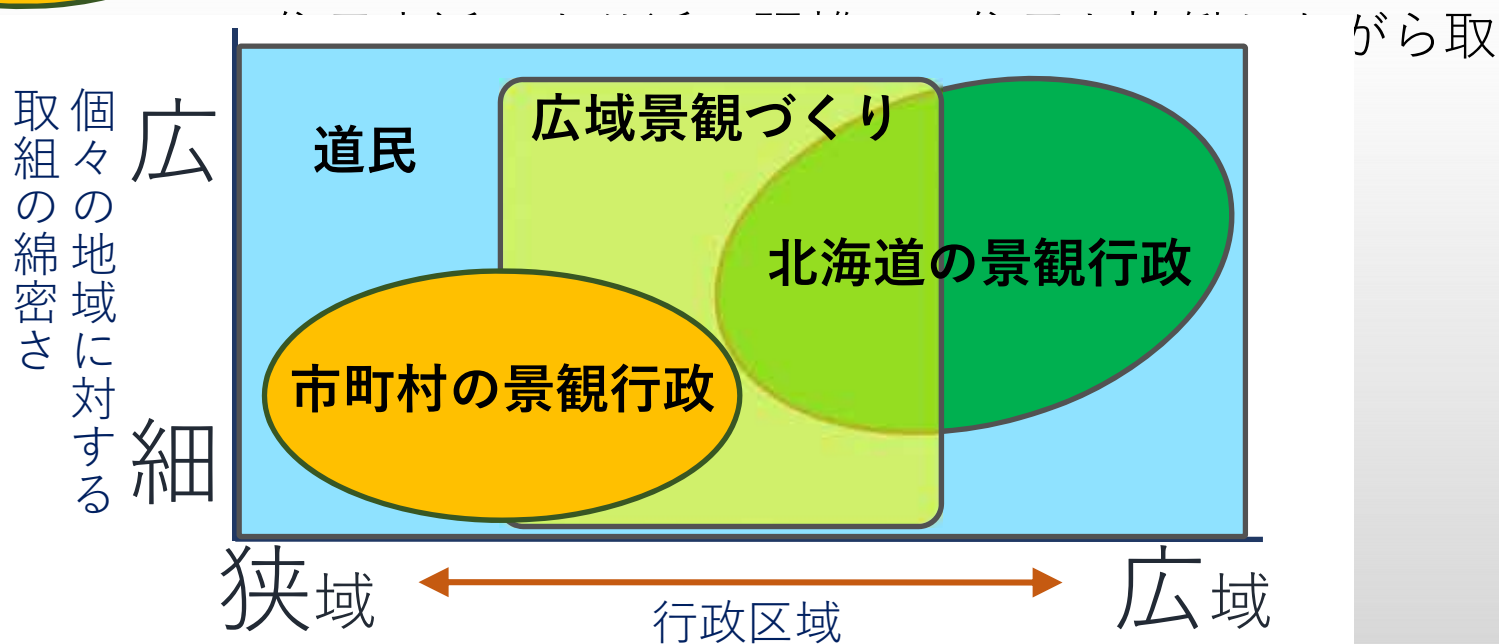 がら取
個々の地域に対する
取組の綿密さ
広
細
道民
広域景観づくり
北海道の景観行政
市町村の景観行政
狭域
広域
行政区域